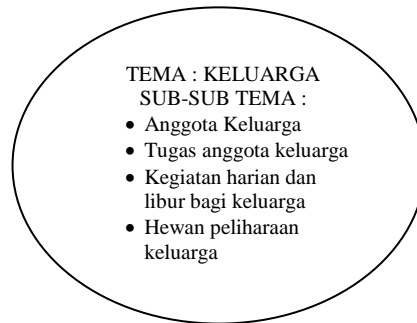 TEMA : KELUARGA
SUB-SUB TEMA :
• Anggota Keluarga
• Tugas anggota keluarga
• Kegiatan harian dan
libur bagi keluarga
• Hewan peliharaan
keluarga